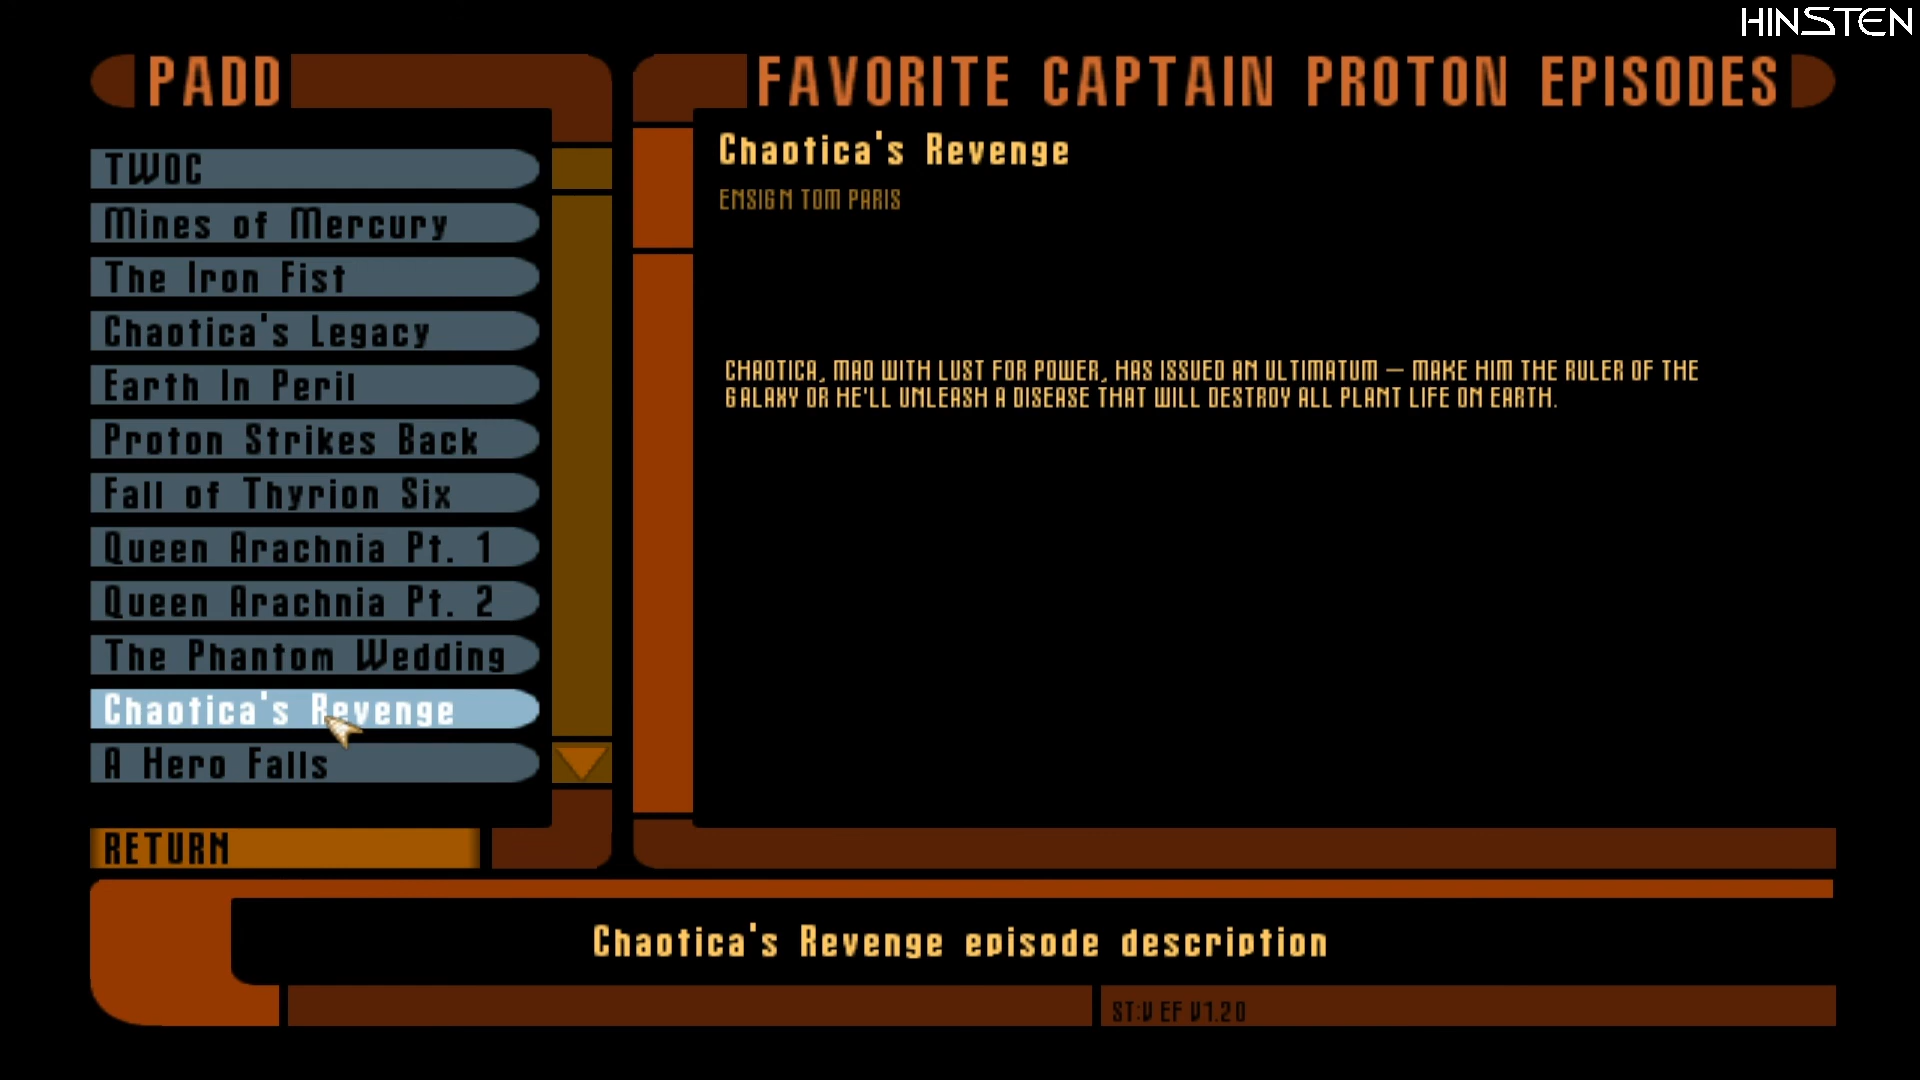 HINSTEN
PADD
FAVORITE CAPTAIN PROTON EPISODES
TWOC
Mines of Mercury
The Iron Fist
Chaotica's Legacy
Earth In Peril
Proton Strikes Back
Fall of Thyrion Six
Queen Arachnia Pt. 1
Queen Arachnia Pt. 2
The Phantom Wedding
Chaotica's Revenge
A Hero Falls
RETURN
Chaotica's Revenge
ENSIGN TOM PARIS
CHAOTICA, MAD WITH LUST FOR POWER, HAS ISSUED AN ULTIMATUM – MAKE HIM THE RULER OF THE
GALAXY OR HE'LL UNLEASH A DISEASE THAT WILL DESTROY ALL PLANT LIFE ON EARTH.
Chaotica's Revenge episode description
ST:V EF V1.20